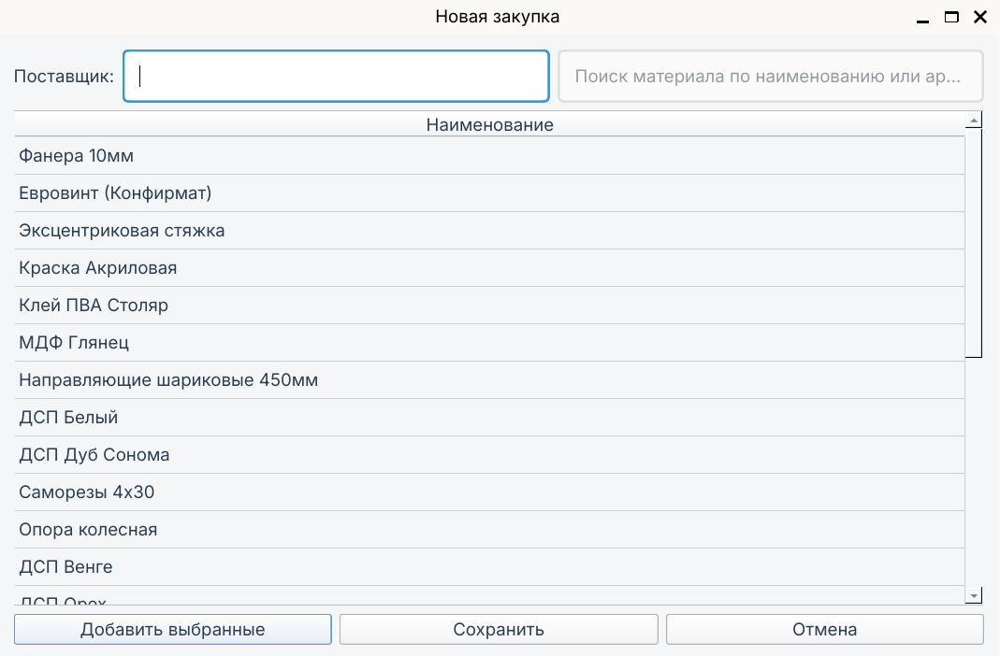 Новая закупка
Поставщик:
Поиск материала по наименованию или ар...
Наименование
Фанера 10мм
Евровинт (Конфирмат)
Эксцентриковая стяжка
Краска Акриловая
Клей ПВА Столяр
МДФ Глянец
Направляющие шариковые 450мм
ДСП Белый
ДСП Дуб Сонома
Саморезы 4x30
Опора колесная
ДСП Венге
ДСП Орех
Добавить выбранные
Сохранить
Отмена